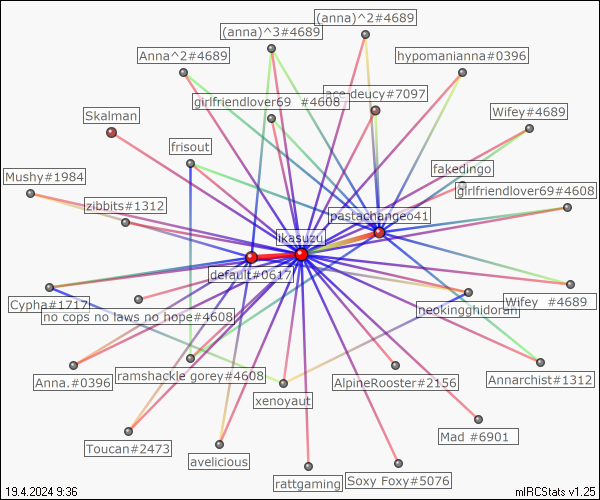 (anna)^2#4689
(anna)^3#4689
Anna^2#4689
hypomanianna#0396
deucy#7097
girlfriendlover69 #4608
Skalman
Wifey#4689
frisout
fakedingo
Mushy#1984
girlfriendlover69#4608
zibbits#1312
pastachangeo41
ikasuzu
default#0617
Cypha#1717
no cops no laws no hope#4608
neokingghidorah
Wifey #4689
Anna.#0396
ramshackle gorey#4608
AlpineRooster#2156
Annarchist#1312
xenoyaut
Mad #6901
Toucan#2473
avelicious
rattgaming
Soxy Foxy#5076
19.4.2024 9:36
mIRCStats v1.25